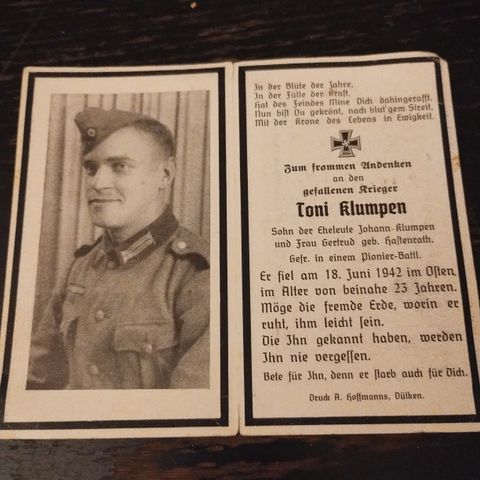 In der Blüte der Jahre,
In der Fülle der Kraft.
Hat des Feindes Mine Dich dahingerafft.
Nun bist Du gekrönt, nach blut'gem Streit.
Mit der Krone des Lebens in Ewigkeit.
Zum frommen Andenken
an den
gefallenen Krieger
Toni Klumpen
Sohn der Eheleute Johann Klumpen
und Frau Gertrud geb. Hastenrath.
Gefr. in einem Pionier-Batl.
Er fiel am 18. Juni 1942 im Osten
im Alter von beinahe 23 Jahren.
Möge die fremde Erde, worin er
ruht, ihm leicht sein.
Die Ihn gekannt haben, werden
Ihn nie vergessen.
Bete für Ihn, denn er starb auch für Dich.
Druck A. Hoffmanns, Dülken.